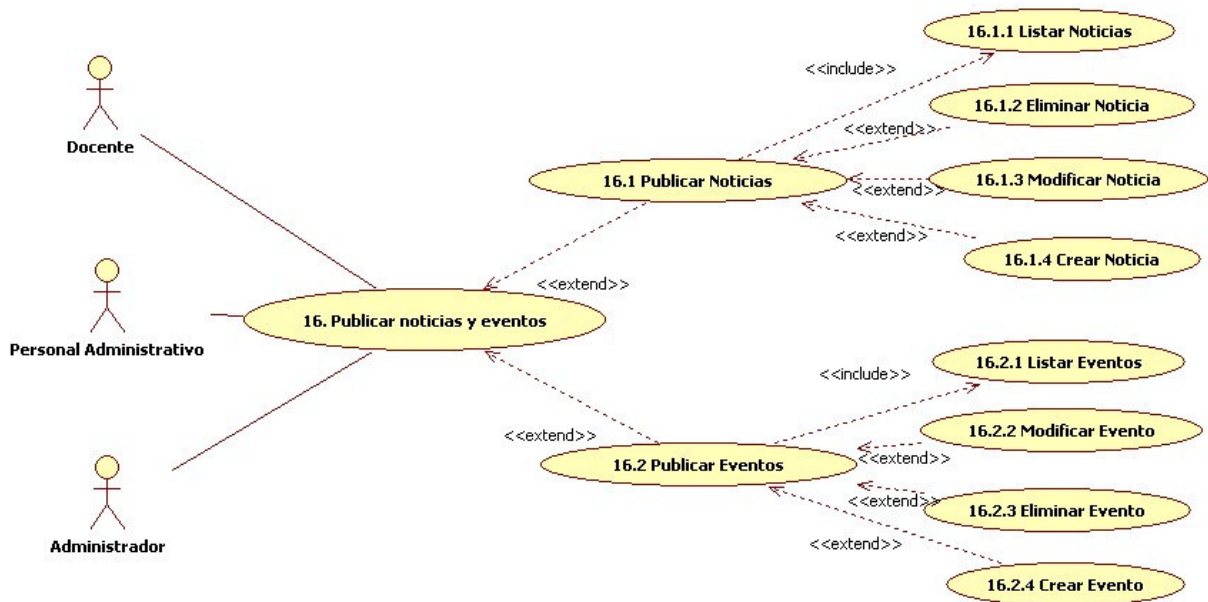 16.1.1 Listar Noticias
<<include>>
16.1.2 Eliminar Noticia
<<extend>>
Docente
16.1 Publicar Noticias
16.1.3 Modificar Noticia
<<extend>>
<<extend>>
16.1.4 Crear Noticia
<<extend>>
16. Publicar noticias y eventos
Personal Administrativo
16.2.1 Listar Eventos
<<include>>
<<extend>>
16.2.2 Modificar Evento
<<extend>>
16.2 Publicar Eventos
<<extend>>
16.2.3 Eliminar Evento
<<extend>>
Administrador
16.2.4 Crear Evento